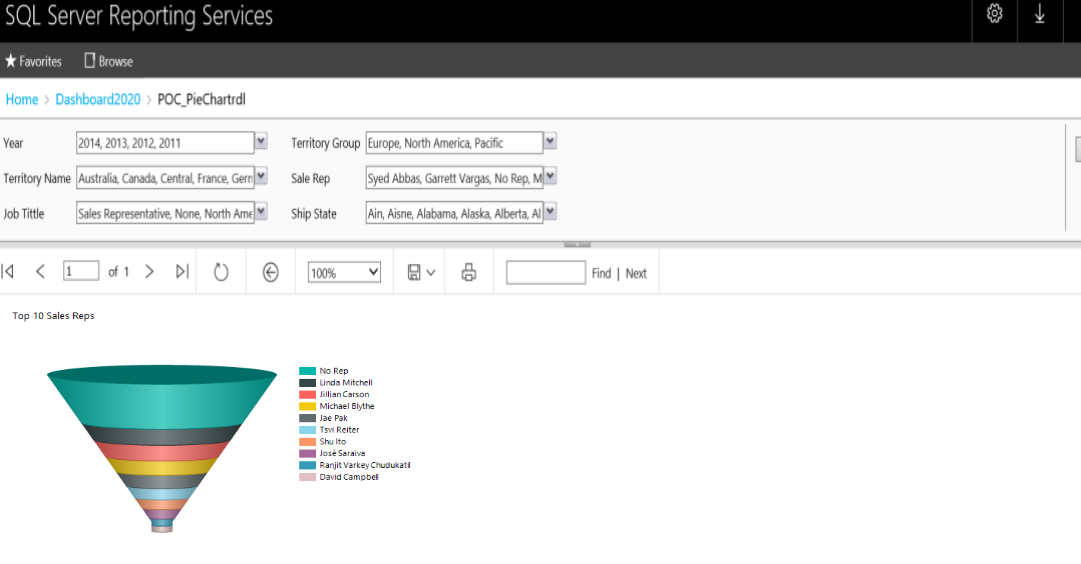 SQL Server Reporting Services
Favorites Browse
Home > Dashboard2020 > POC_PieChartrdl
Year 2014, 2013, 2012, 2011 Territory Group Europe, North America, Pacific
Territory Name Australia, Canada, Central, France, Gern Sale Rep Syed Abbas, Garrett Vargas, No Rep, M
Job Tittle Sales Representative, None, North Ame Ship State Ain, Aisne, Alabama, Alaska, Alberta, Al
1 of 1 100% Find | Next
Top 10 Sales Reps
No Rep
Linda Mitchell
Jillian Carson
Michael Blythe
Jae Pak
Tsvi Reiter
Shu Ito
José Saraiva
Ranjit Varkey Chudukatil
David Campbell